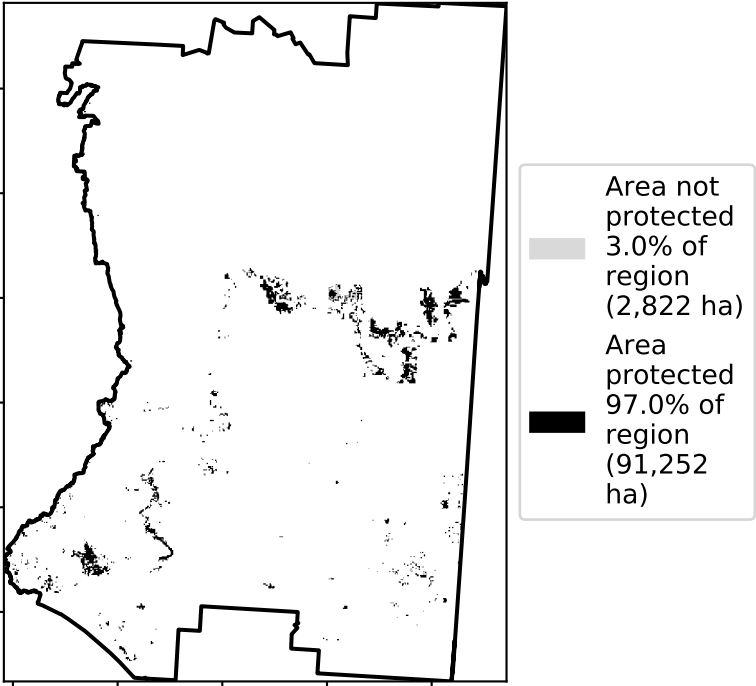 Area not
protected
3.0% of
region
(2,822 ha)
Area
protected
97.0% of
region
(91,252
ha)